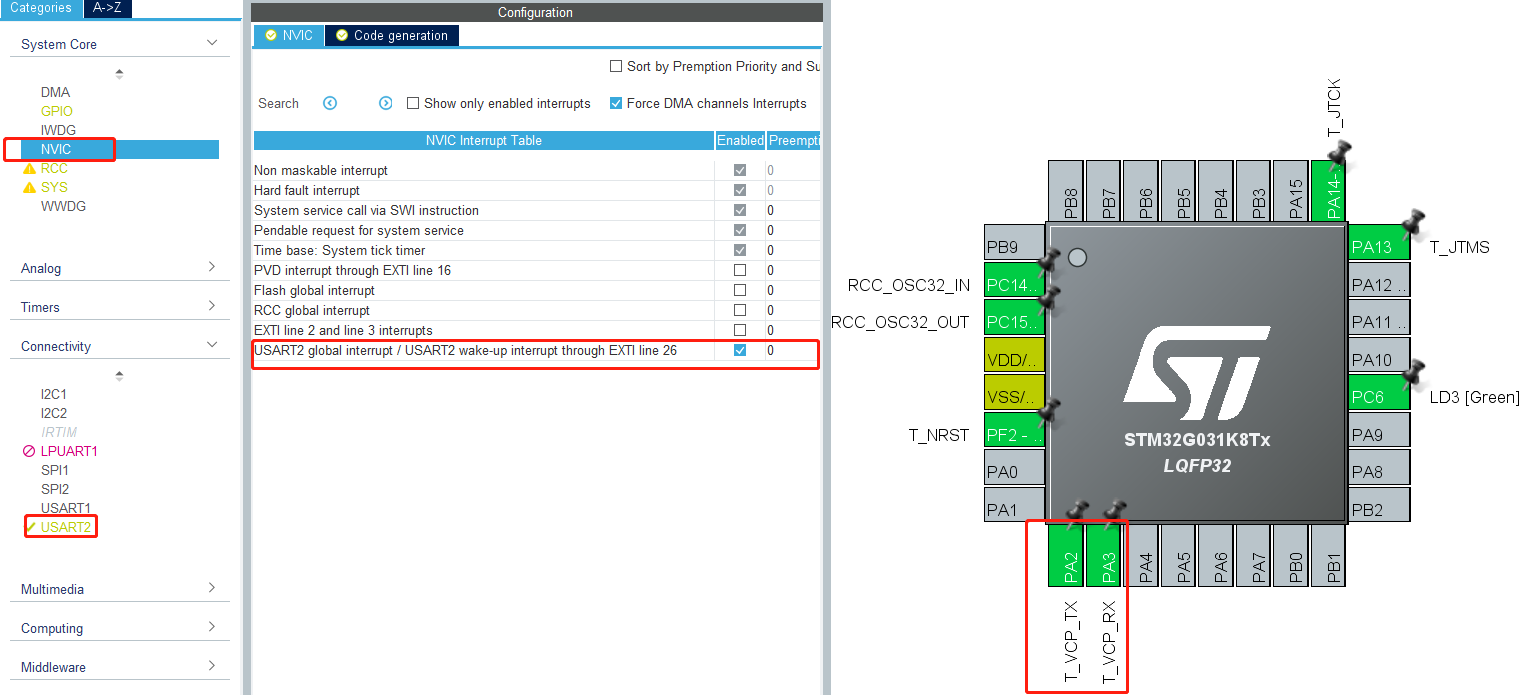 Categories A->Z
System Core
DMA
GPIO
IWDG
NVIC
RCC
SYS
WWDG
Analog
Timers
Connectivity
I2C1
I2C2
IRTIM
LPUART1
SPI1
SPI2
USART1
USART2
Multimedia
Computing
Middleware
Configuration
NVIC Code generation
Sort by Premption Priority and Su
Search Show only enabled interrupts Force DMA channels Interrupts
NVIC Interrupt Table Enabled Preempti
Non maskable interrupt 0
Hard fault interrupt 0
System service call via SWI instruction 0
Pendable request for system service 0
Time base: System tick timer 0
PVD interrupt through EXTI line 16 0
Flash global interrupt 0
RCC global interrupt 0
EXTI line 2 and line 3 interrupts 0
USART2 global interrupt / USART2 wake-up interrupt through EXTI line 26 0
T_JTCK
PB8 PB7 PB6 PB5 PB4 PB3 PA15 PA14-
PB9
RCC_OSC32_IN PC14..
RCC_OSC32_OUT PC15..
VDD/..
VSS/..
T_NRST PF2 - ..
PA0
PA1
ST
STM32G031K8Tx
LQFP32
PA13 T_JTMS
PA12 ..
PA11 ..
PA10
PC6 LD3 [Green]
PA9
PA8
PB2
PA2 PA3 PA4 PA5 PA6 PA7 PB0 PB1
T_VCP_TX
T_VCP_RX